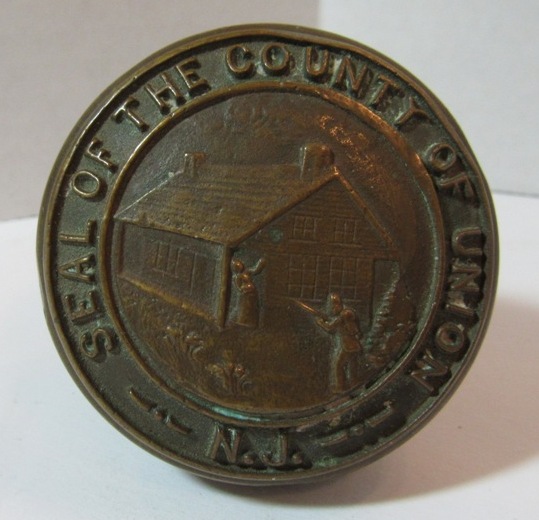 SEAL OF THE COUNTY OF UNION
N.J.